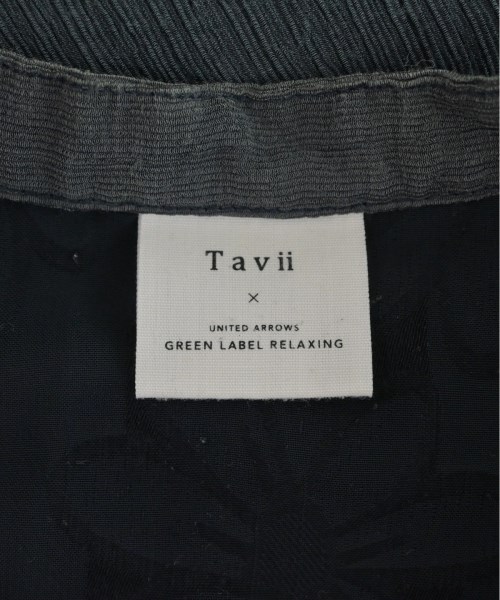 Tavii
×
UNITED ARROWS
GREEN LABEL RELAXING